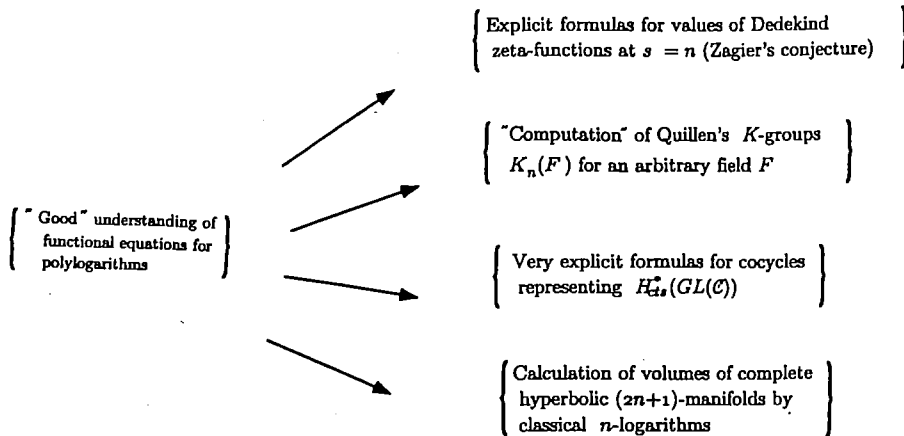 Explicit formulas for values of Dedekind
zeta-functions at s = n (Zagier's conjecture)
"Computation" of Quillen's K-groups
K_n(F) for an arbitrary field F
"Good" understanding of
functional equations for
polylogarithms
Very explicit formulas for cocycles
representing H^*_{cts}(GL(C))
Calculation of volumes of complete
hyperbolic (2n+1)-manifolds by
classical n-logarithms